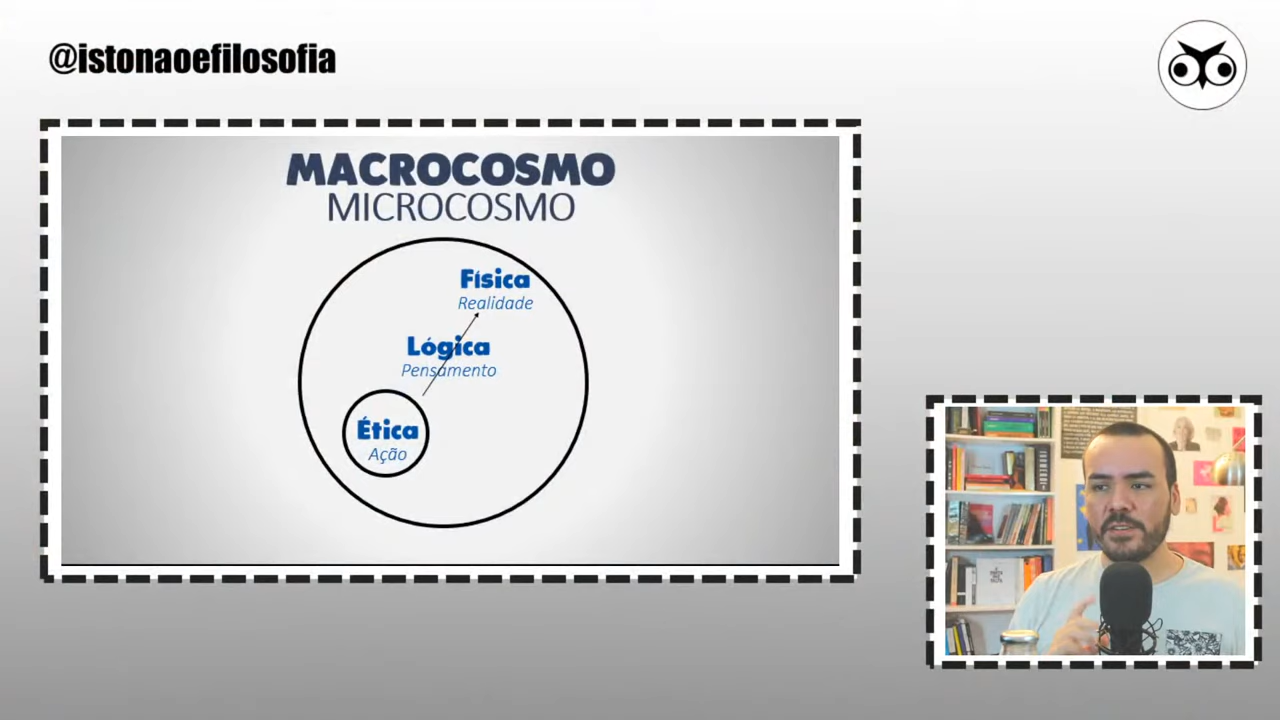 @istonaoefilosofia
MACROCOSMO
MICROCOSMO
Física
Realidade
Lógica
Pensamento
Ética
Ação